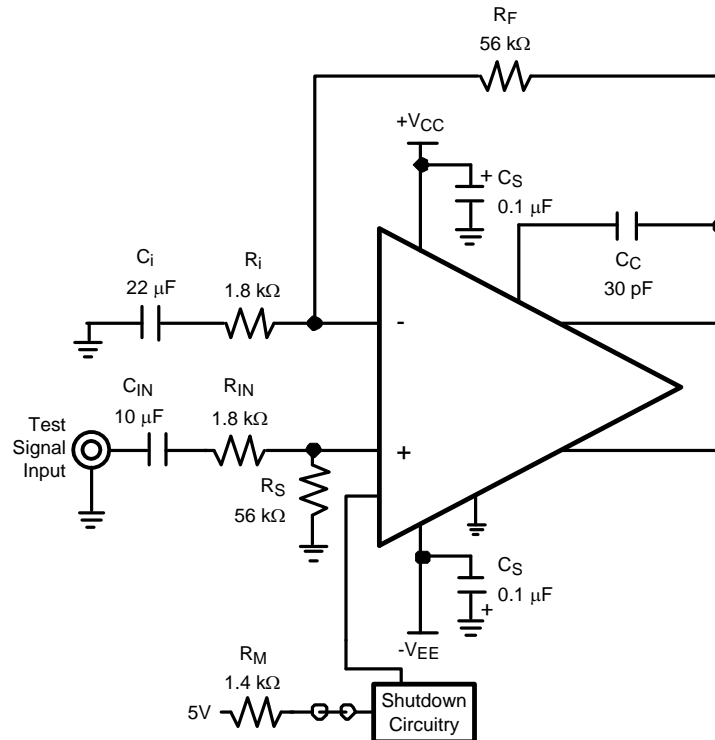 RF
56 kΩ
+VCC
+ CS
0.1 μF
CC
30 pF
Ci
22 μF
Ri
1.8 kΩ
-
CIN
10 μF
RIN
1.8 kΩ
Test
Signal
Input
+
RS
56 kΩ
CS
0.1 μF
+
-VEE
RM
1.4 kΩ
5V
Shutdown
Circuitry